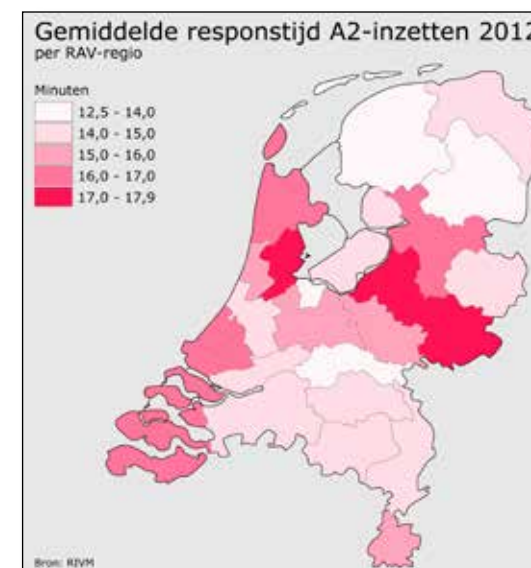 Gemiddelde responstijd A2-inzetten 2012
per RAV-regio
Minuten
12,5 - 14,0
14,0 - 15,0
15,0 - 16,0
16,0 - 17,0
17,0 - 17,9
Bron: RIVM